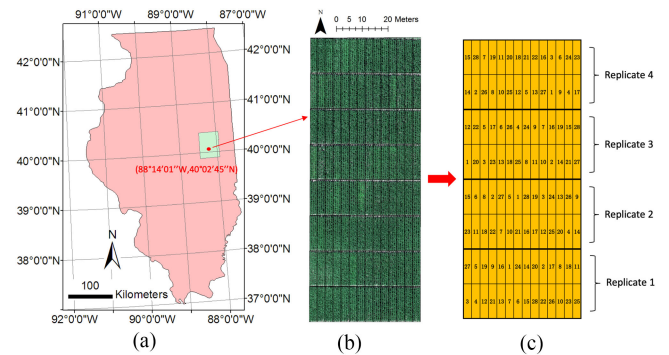 91°0'0"W 89°0'0"W 87°0'0"W
42°0'0"N
41°0'0"N
40°0'0"N
39°0'0"N
38°0'0"N
42°0'0"N
41°0'0"N
40°0'0"N
39°0'0"N
38°0'0"N
37°0'0"N
(88°14'01''W,40°02'45''N)
N
100
Kilometers
92°0'0"W 90°0'0"W 88°0'0"W
(a)
N
0 5 10 20 Meters
(b)
15 28 7 19 11 20 18 21 22 16 3 6 24 23
14 2 26 8 10 25 12 5 13 27 1 9 4 17
Replicate 4
12 22 5 17 6 26 4 24 9 7 16 19 15 28
1 20 3 23 13 18 25 8 11 10 2 14 21 27
Replicate 3
15 6 8 2 27 5 1 28 19 3 24 13 26 9
23 11 18 22 7 10 21 16 17 12 25 20 4 14
Replicate 2
27 5 19 9 16 1 24 14 20 2 17 8 18 11
3 4 12 21 13 7 6 15 28 22 26 10 23 25
Replicate 1
(c)